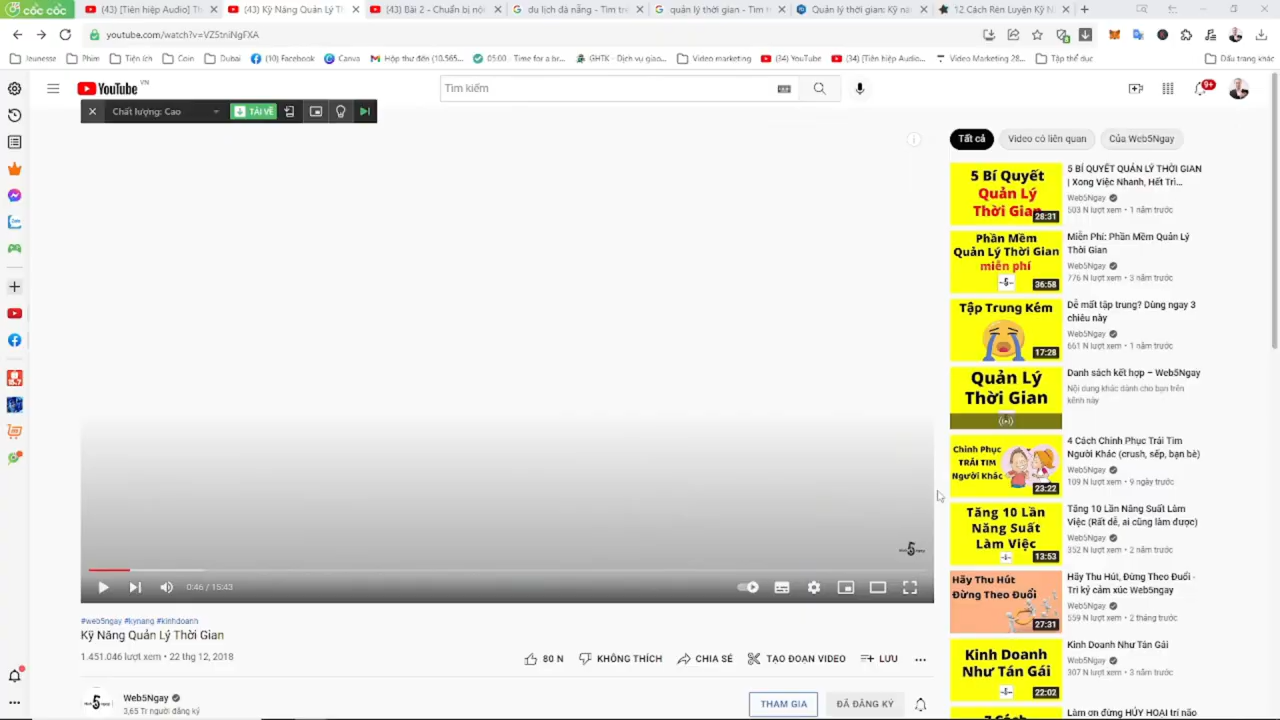 cốc cốc
(43) [Tiên hiệp Audio] Th
(43) Kỹ Năng Quản Lý Th
(43) Bài 2 - Chuẩn bị nộ
du lịch đà nẵng - Tìm tr
quản lý thời gian - Tìm
Quản lý thời gian: Kỹ n
12 Cách Rèn Luyện Kỹ N
youtube.com/watch?v=VZ5tniNgFXA
Jeunesse
Phim
Tiện ích
Coin
Dubai
(10) Facebook
Canva
Hộp thư đến (10.565...
05:00 Time for a br...
GHTK - Dịch vụ giao...
Video marketing
(34) YouTube
(34) [Tiên hiệp Audio...
Video Marketing 28...
Tập thể dục
Dấu trang khác
YouTube VN
Tìm kiếm
9+
Chất lượng: Cao
TẢI VỀ
Tất cả
Video có liên quan
Của Web5Ngay
5 Bí Quyết
Quản Lý
Thời Gian
28:31
5 BÍ QUYẾT QUẢN LÝ THỜI GIAN
| Xong Việc Nhanh, Hết Trì...
Web5Ngay
503 N lượt xem • 1 năm trước
Phần Mềm
Quản Lý Thời Gian
miễn phí
36:58
Miễn Phí: Phần Mềm Quản Lý
Thời Gian
Web5Ngay
776 N lượt xem • 3 năm trước
Tập Trung Kém
17:28
Dễ mất tập trung? Dùng ngay 3
chiêu này
Web5Ngay
661 N lượt xem • 1 năm trước
Quản Lý
Thời Gian
Danh sách kết hợp – Web5Ngay
Nội dung khác dành cho bạn trên
kênh này
Chinh Phục
TRÁI TIM
Người Khác
23:22
4 Cách Chinh Phục Trái Tim
Người Khác (crush, sếp, bạn bè)
Web5Ngay
109 N lượt xem • 9 ngày trước
Tăng 10 Lần
Năng Suất
Làm Việc
13:53
Tăng 10 Lần Năng Suất Làm
Việc (Rất dễ, ai cũng làm được)
Web5Ngay
352 N lượt xem • 2 năm trước
Hãy Thu Hút
Đừng Theo Đuổi
27:31
Hãy Thu Hút, Đừng Theo Đuổi -
Tri kỷ cảm xúc Web5ngay
Web5Ngay
559 N lượt xem • 2 tháng trước
Kinh Doanh
Như Tán Gái
22:02
Kinh Doanh Như Tán Gái
Web5Ngay
307 N lượt xem • 3 năm trước
7 Cách
Làm ơn đừng HỦY HOẠI trí não
0:46 / 15:43
#web5ngay #kynang #kinhdoanh
Kỹ Năng Quản Lý Thời Gian
1.451.046 lượt xem • 22 thg 12, 2018
80 N
KHÔNG THÍCH
CHIA SẺ
TẠO ĐOẠN VIDEO
LƯU
Web5Ngay
3,65 Tr người đăng ký
THAM GIA
ĐÃ ĐĂNG KÝ